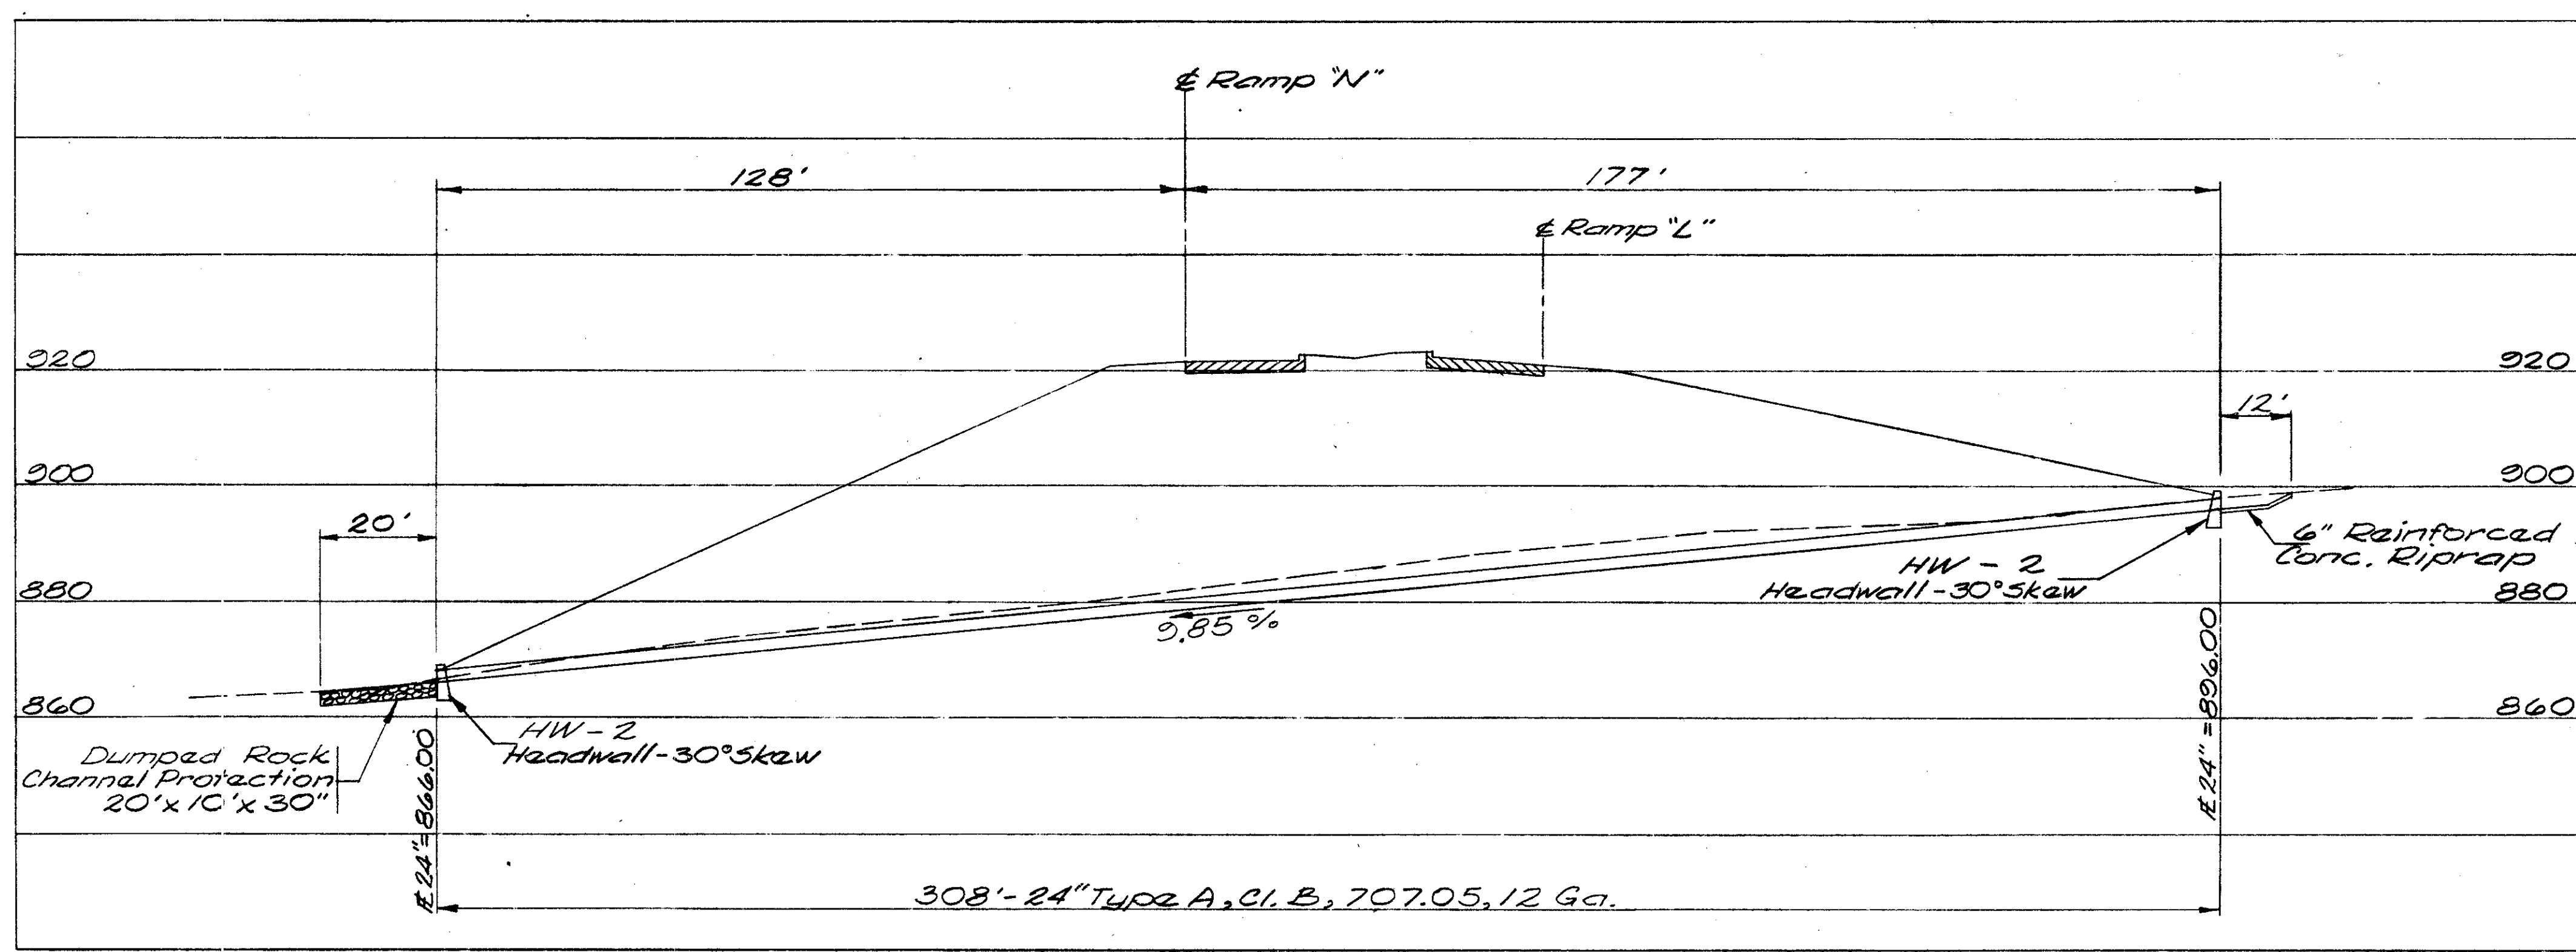 ℄ Ramp "N"
128'
177'
℄ Ramp "L"
920
920
12'
900
900
20'
6" Reinforced
Conc. Riprap
HW - 2
Headwall - 30° Skew
880
880
9.85 %
860
860
HW - 2
Headwall - 30° Skew
Dumped Rock
Channel Protection
20' x 10' x 30"
℄ 24" = 866.00
℄ 24" = 896.00
308' - 24" Type A, Cl. B, 707.05, 12 Ga.